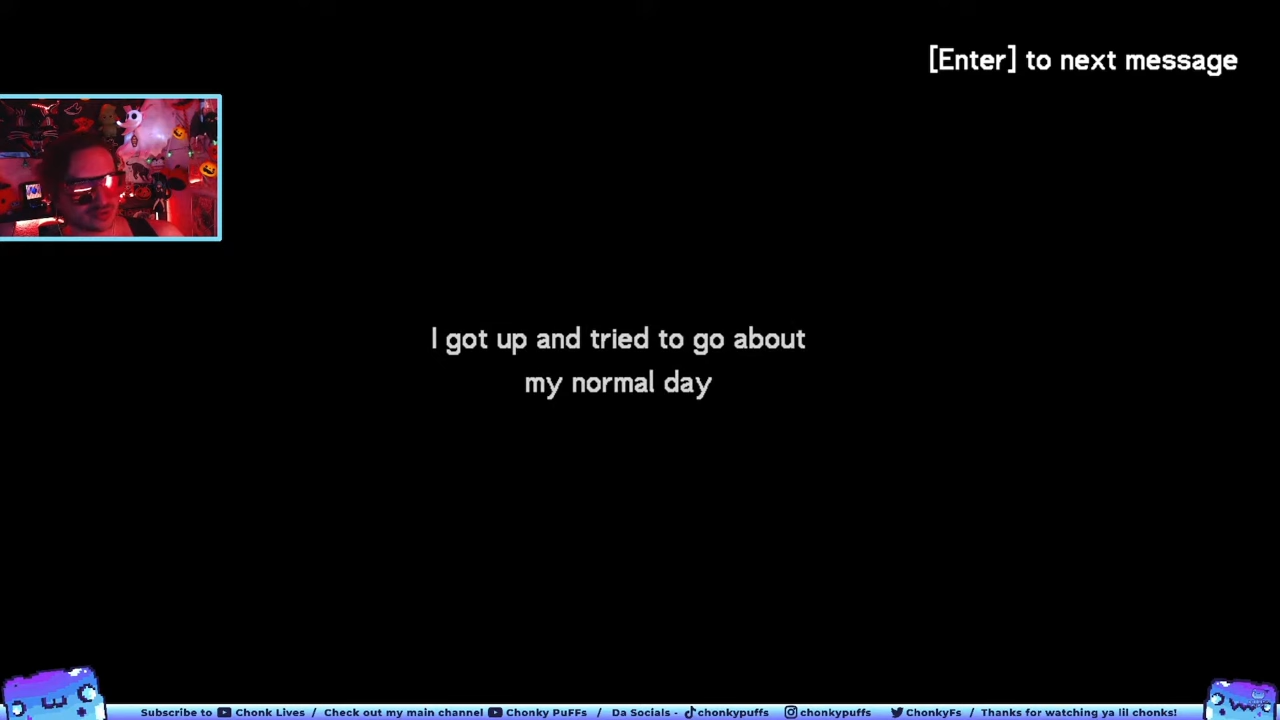 [Enter] to next message
I got up and tried to go about
my normal day
Subscribe to Chonk Lives / Check out my main channel Chonky PuFFs / Da Socials - chonkypuffs chonkypuffs ChonkyFs / Thanks for watching ya lil chonks!